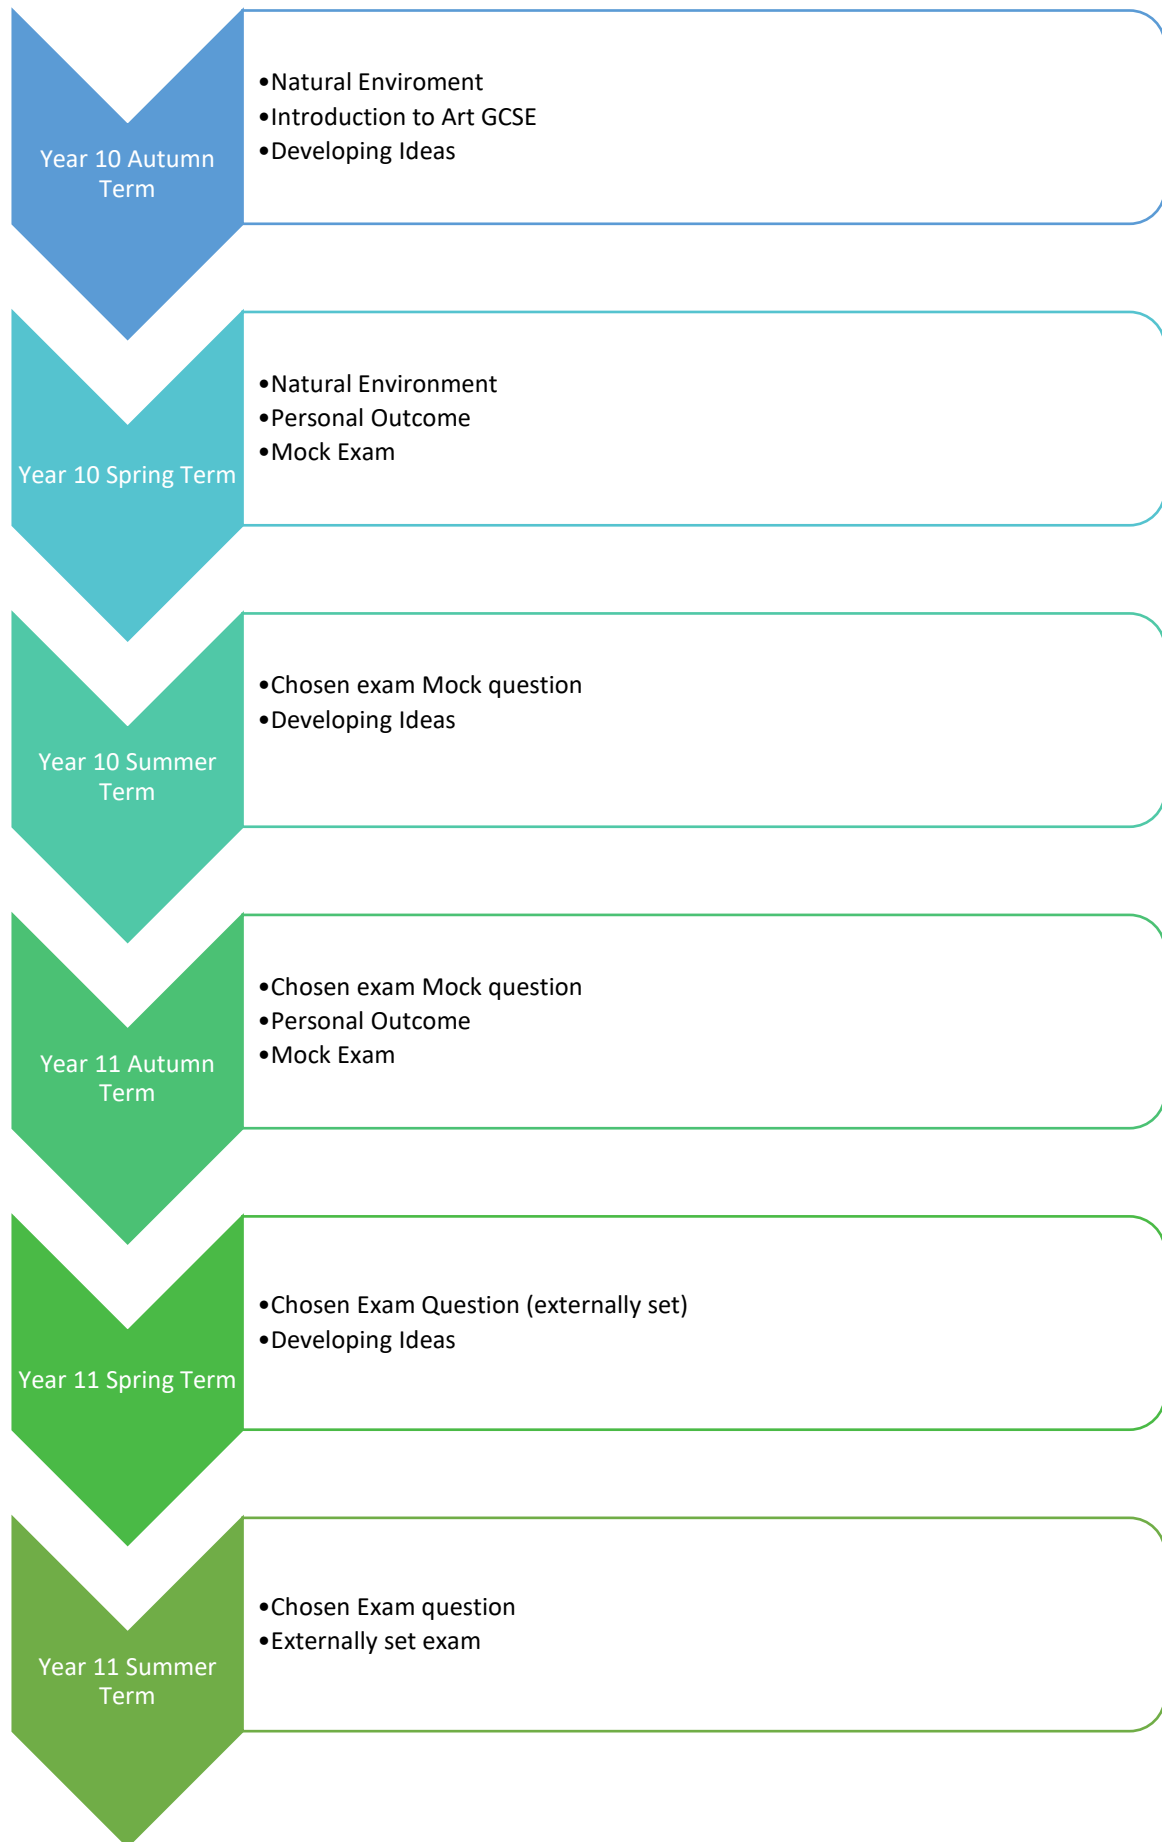 Year 10 Autumn
Term
•Natural Enviroment
•Introduction to Art GCSE
•Developing Ideas
Year 10 Spring Term
•Natural Environment
•Personal Outcome
•Mock Exam
Year 10 Summer
Term
•Chosen exam Mock question
•Developing Ideas
Year 11 Autumn
Term
•Chosen exam Mock question
•Personal Outcome
•Mock Exam
Year 11 Spring Term
•Chosen Exam Question (externally set)
•Developing Ideas
Year 11 Summer
Term
•Chosen Exam question
•Externally set exam